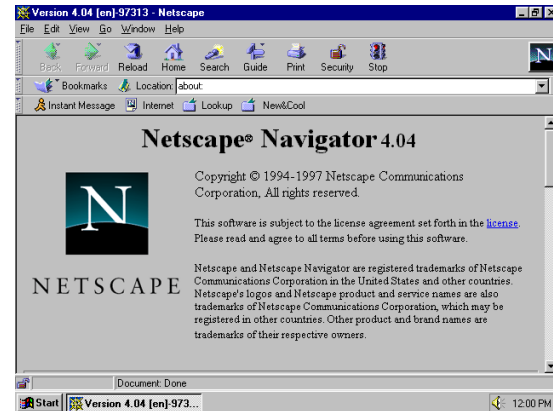 Version 4.04 [en]-97313 - Netscape
File Edit View Go Window Help
Back Forward Reload Home Search Guide Print Security Stop
N
Bookmarks Location: about:
Instant Message Internet Lookup New&Cool
Netscape® Navigator 4.04
Copyright © 1994-1997 Netscape Communications
Corporation, All rights reserved.
N
This software is subject to the license agreement set forth in the license.
Please read and agree to all terms before using this software.
NETSCAPE
Netscape and Netscape Navigator are registered trademarks of Netscape
Communications Corporation in the United States and other countries.
Netscape's logos and Netscape product and service names are also
trademarks of Netscape Communications Corporation, which may be
registered in other countries. Other product and brand names are
trademarks of their respective owners.
Document: Done
Start Version 4.04 [en]-973... 12:00 PM